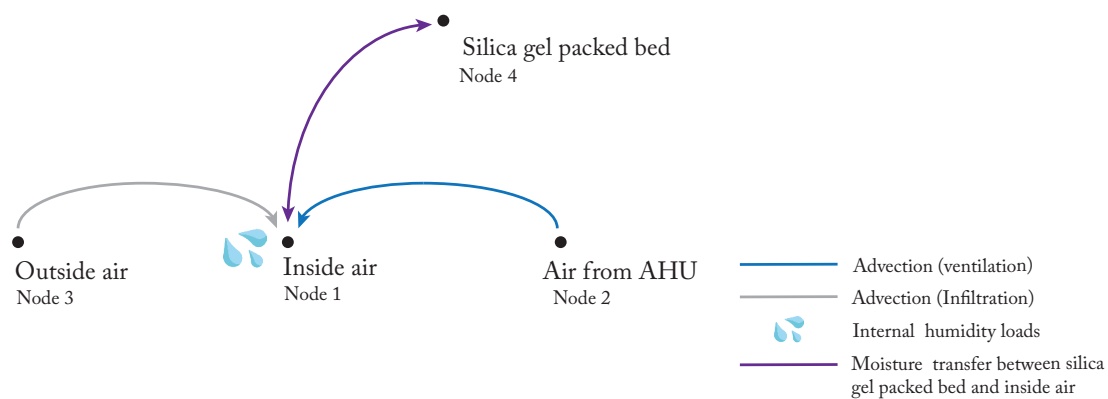 Silica gel packed bed
Node 4
Outside air
Node 3
Inside air
Node 1
Air from AHU
Node 2
Advection (ventilation)
Advection (Infiltration)
Internal humidity loads
Moisture transfer between silica
gel packed bed and inside air